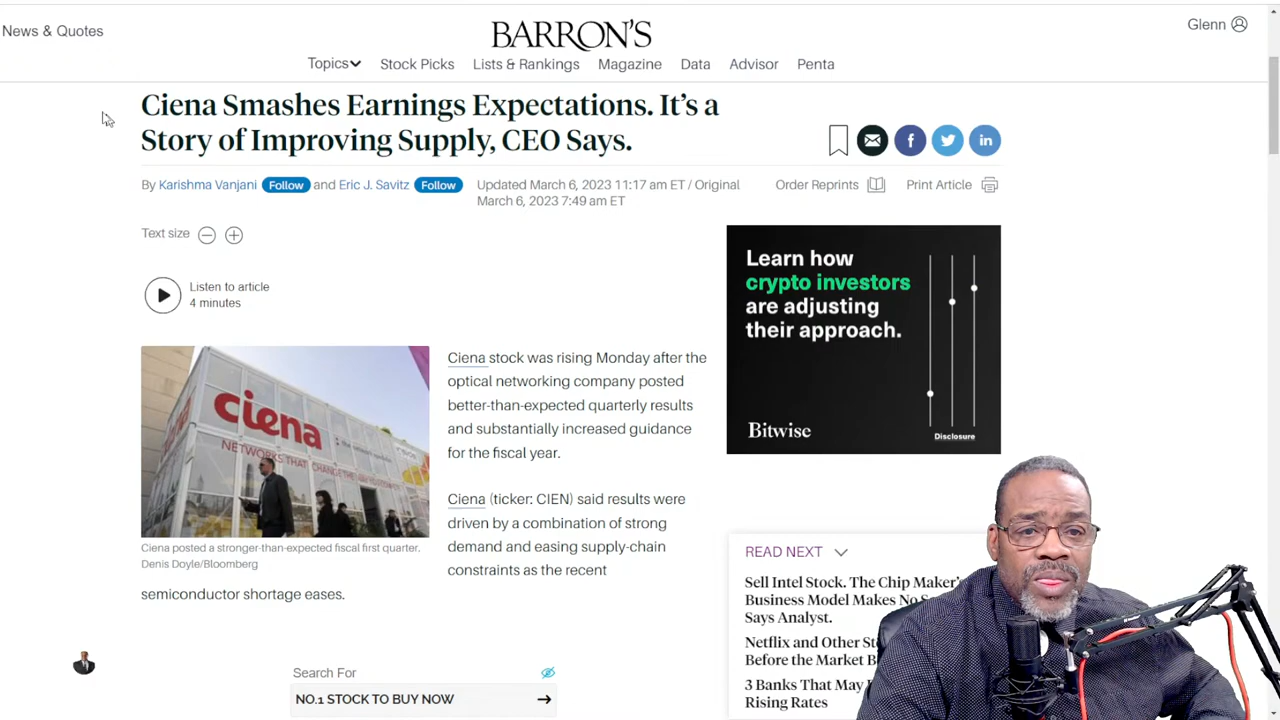 News & Quotes
BARRON'S
Glenn
Topics Stock Picks Lists & Rankings Magazine Data Advisor Penta
Ciena Smashes Earnings Expectations. It's a
Story of Improving Supply, CEO Says.
By Karishma Vanjani Follow and Eric J. Savitz Follow
Updated March 6, 2023 11:17 am ET / Original
March 6, 2023 7:49 am ET
Order Reprints
Print Article
Text size
Listen to article
4 minutes
Learn how
crypto investors
are adjusting
their approach.
Bitwise
Disclosure
ciena
Ciena stock was rising Monday after the
optical networking company posted
better-than-expected quarterly results
and substantially increased guidance
for the fiscal year.
Ciena (ticker: CIEN) said results were
driven by a combination of strong
demand and easing supply-chain
constraints as the recent
semiconductor shortage eases.
Ciena posted a stronger-than-expected fiscal first quarter.
Denis Doyle/Bloomberg
READ NEXT
Sell Intel Stock. The Chip Maker's
Business Model Makes No
Says Analyst.
Netflix and Other
Before the Market
3 Banks That May
Rising Rates
Search For
NO.1 STOCK TO BUY NOW